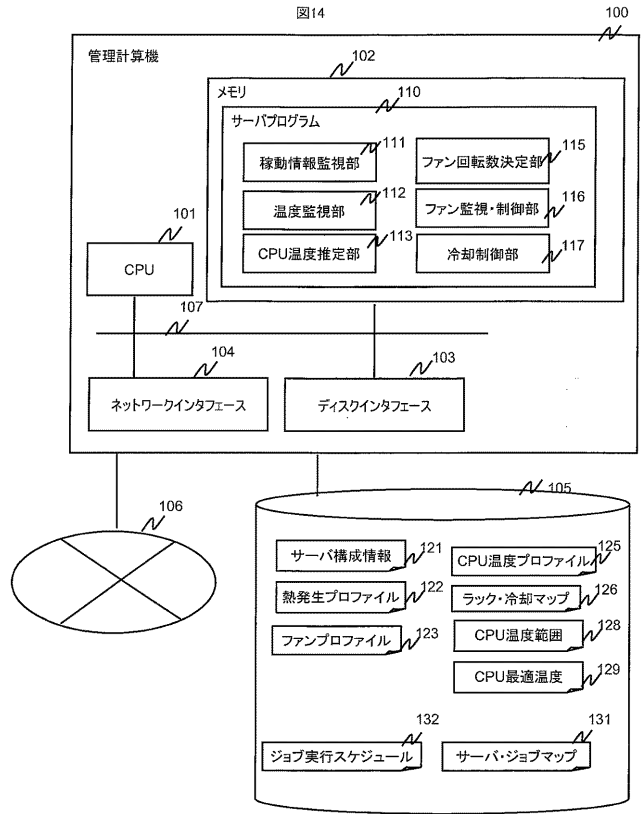 図14
100
管理計算機
102
メモリ
110
サーバプログラム
稼動情報監視部
111
ファン回転数決定部
115
温度監視部
112
ファン監視・制御部
116
CPU温度推定部
113
冷却制御部
117
101
CPU
107
104
ネットワークインタフェース
103
ディスクインタフェース
105
106
サーバ構成情報
121
CPU温度プロファイル
125
熱発生プロファイル
122
ラック・冷却マップ
126
ファンプロファイル
123
CPU温度範囲
128
CPU最適温度
129
132
ジョブ実行スケジュール
131
サーバ・ジョブマップ